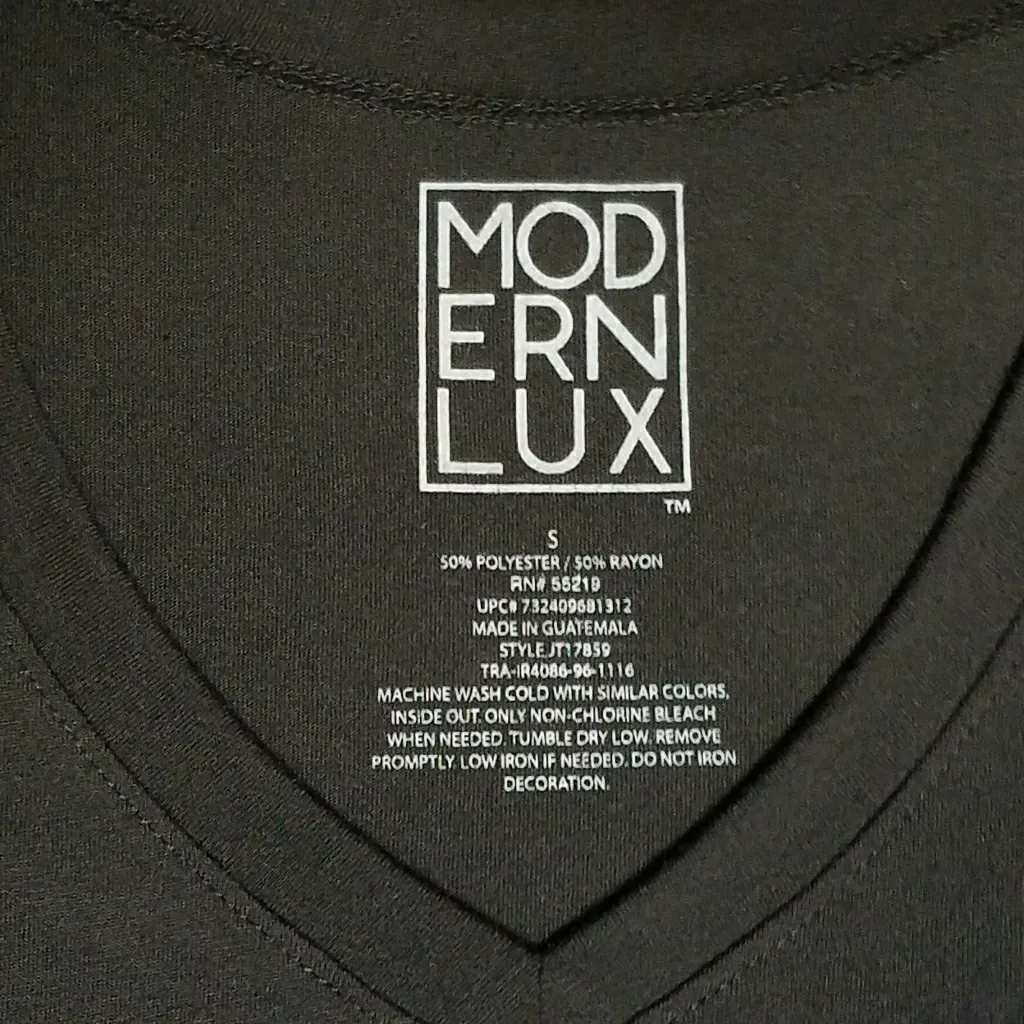 MOD
ERN
LUX
TM
S
50% POLYESTER / 50% RAYON
RN# 55219
UPC# 732409681312
MADE IN GUATEMALA
STYLEJT17859
TRA-IR4086-96-1116
MACHINE WASH COLD WITH SIMILAR COLORS,
INSIDE OUT. ONLY NON-CHLORINE BLEACH
WHEN NEEDED. TUMBLE DRY LOW. REMOVE
PROMPTLY. LOW IRON IF NEEDED. DO NOT IRON
DECORATION.